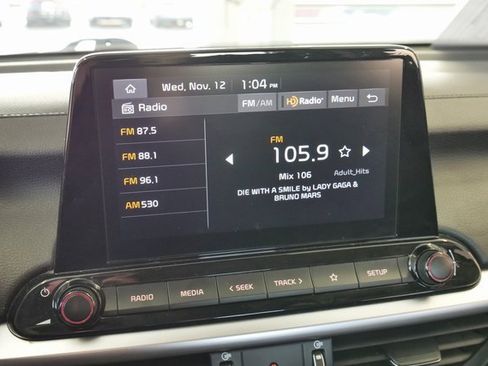 Wed, Nov. 12 1:04 PM
Radio FM/AM HD Radio Menu
FM 87.5
FM 88.1
FM 96.1
AM 530
FM
105.9
Mix 106 Adult_Hits
DIE WITH A SMILE by LADY GAGA &
BRUNO MARS
RADIO MEDIA < SEEK TRACK > SETUP